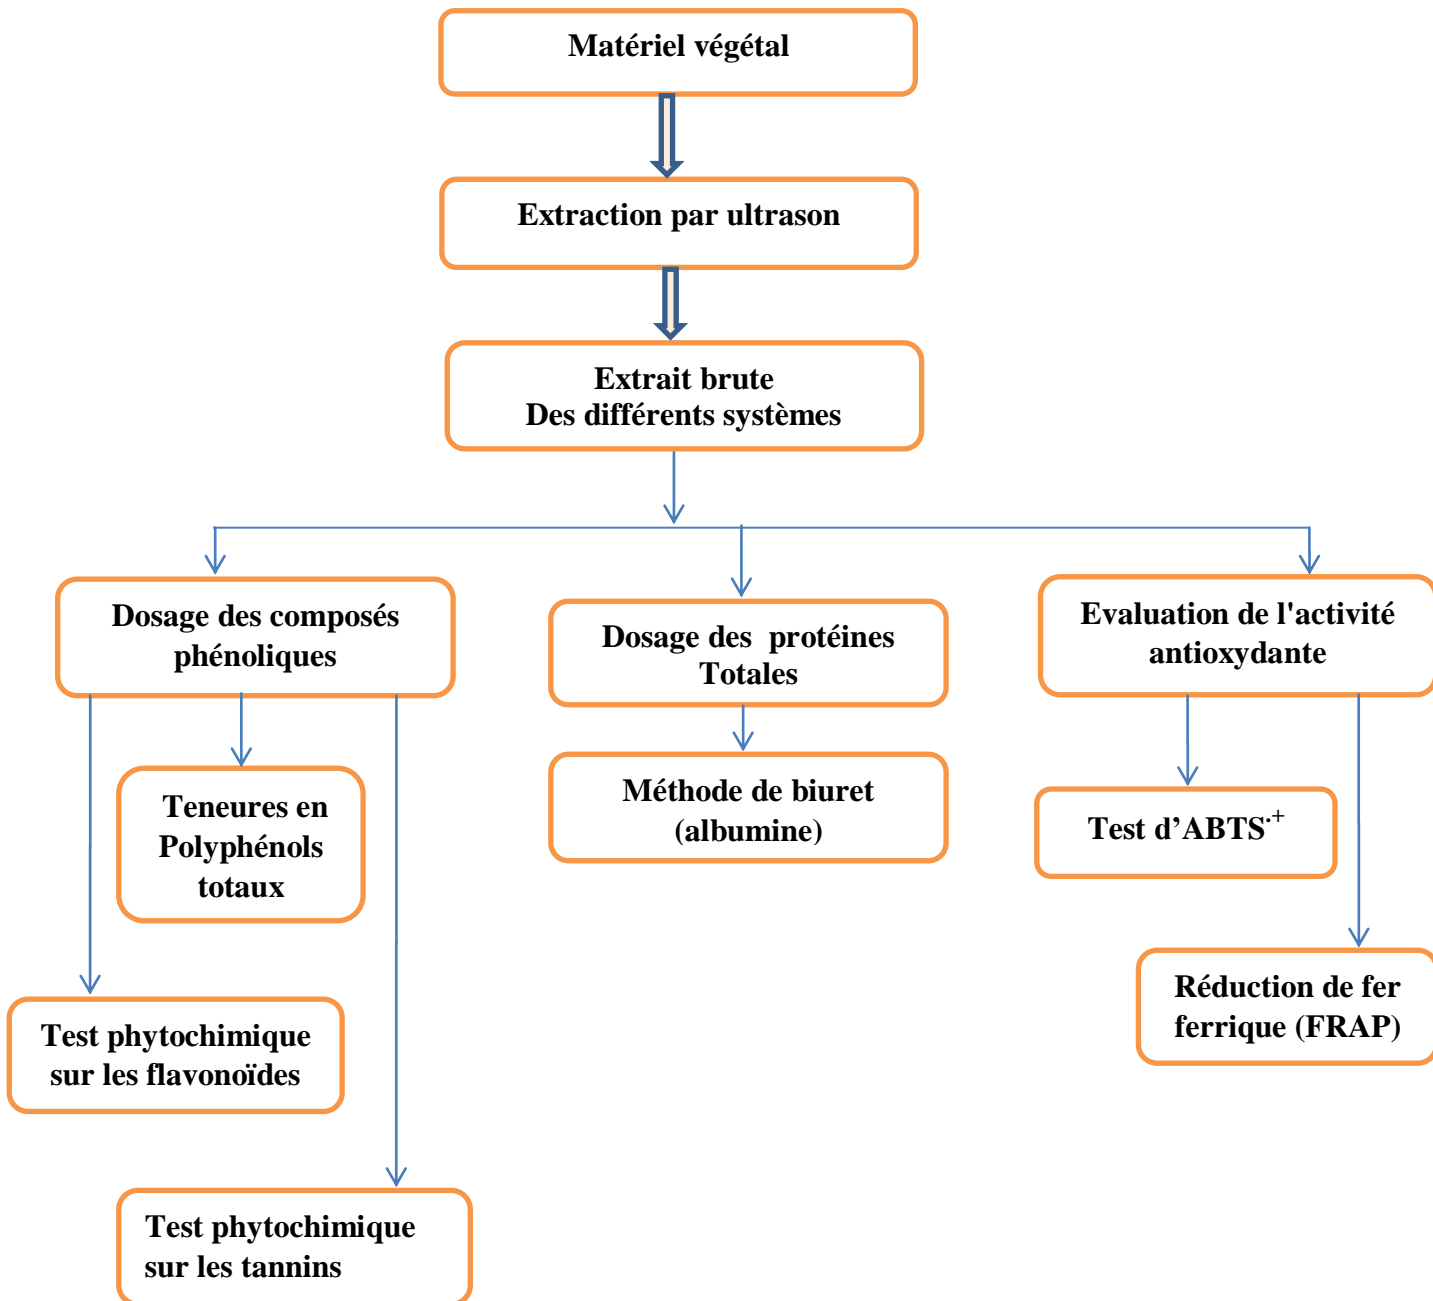 Matériel végétal
Extraction par ultrason
Extrait brute
Des différents systèmes
Dosage des composés
phénoliques
Dosage des  protéines
Totales
Evaluation de l'activité
antioxydante
Teneures en
Polyphénols
totaux
Méthode de biuret
(albumine)
Test d’ABTS·+
Réduction de fer
ferrique (FRAP)
Test phytochimique
sur les flavonoïdes
Test phytochimique
sur les tannins